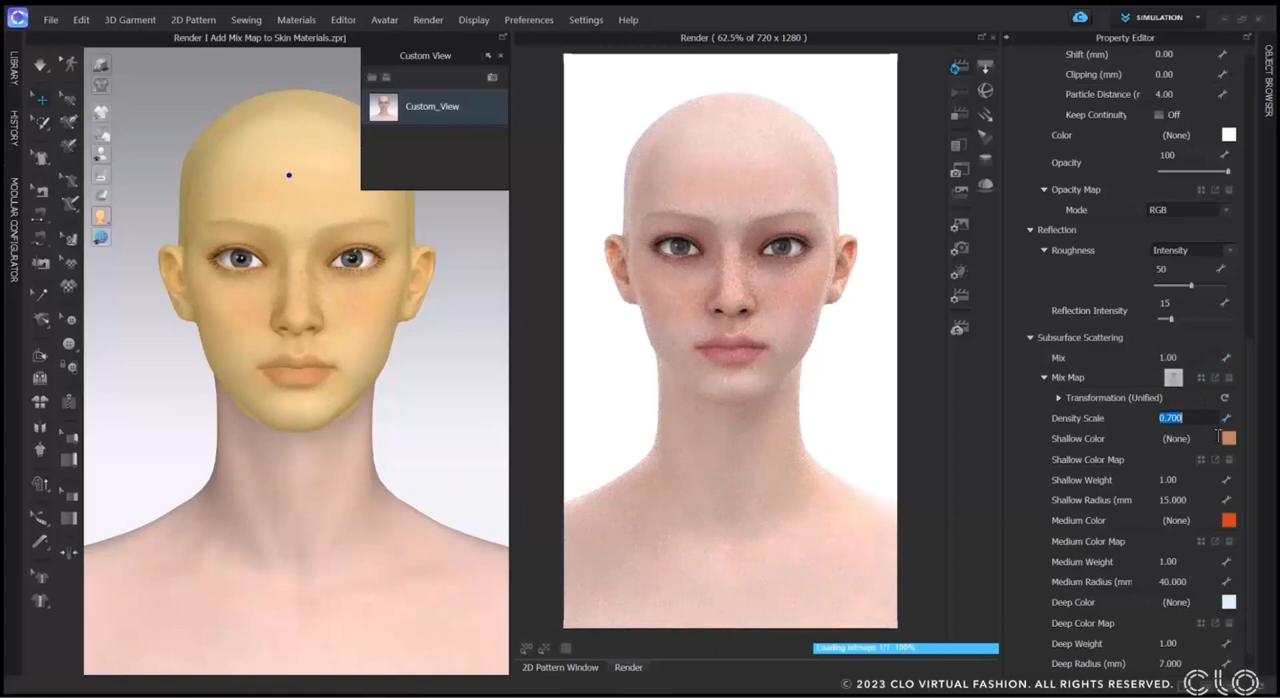 File Edit 3D Garment 2D Pattern Sewing Materials Editor Avatar Render Display Preferences Settings Help
SIMULATION
Render I Add Mix Map to Skin Materials.zprj
Render ( 62.5% of 720 x 1280 )
Property Editor
LIBRARY
HISTORY
MODULAR CONFIGURATOR
OBJECT BROWSER
Custom View
Custom_View
Shift (mm) 0.00
Clipping (mm) 0.00
Particle Distance (r 4.00
Keep Continuity Off
Color (None)
Opacity 100
Opacity Map
Mode RGB
Reflection
Roughness Intensity
50
Reflection Intensity 15
Subsurface Scattering
Mix 1.00
Mix Map
Transformation (Unified)
Density Scale 0.700
Shallow Color (None)
Shallow Color Map
Shallow Weight 1.00
Shallow Radius (mm 15.000
Medium Color (None)
Medium Color Map
Medium Weight 1.00
Medium Radius (mm 40.000
Deep Color (None)
Deep Color Map
Deep Weight 1.00
Deep Radius (mm) 7.000
Loading bitmaps 1/1 100%
2D Pattern Window Render
© 2023 CLO VIRTUAL FASHION. ALL RIGHTS RESERVED. CLO